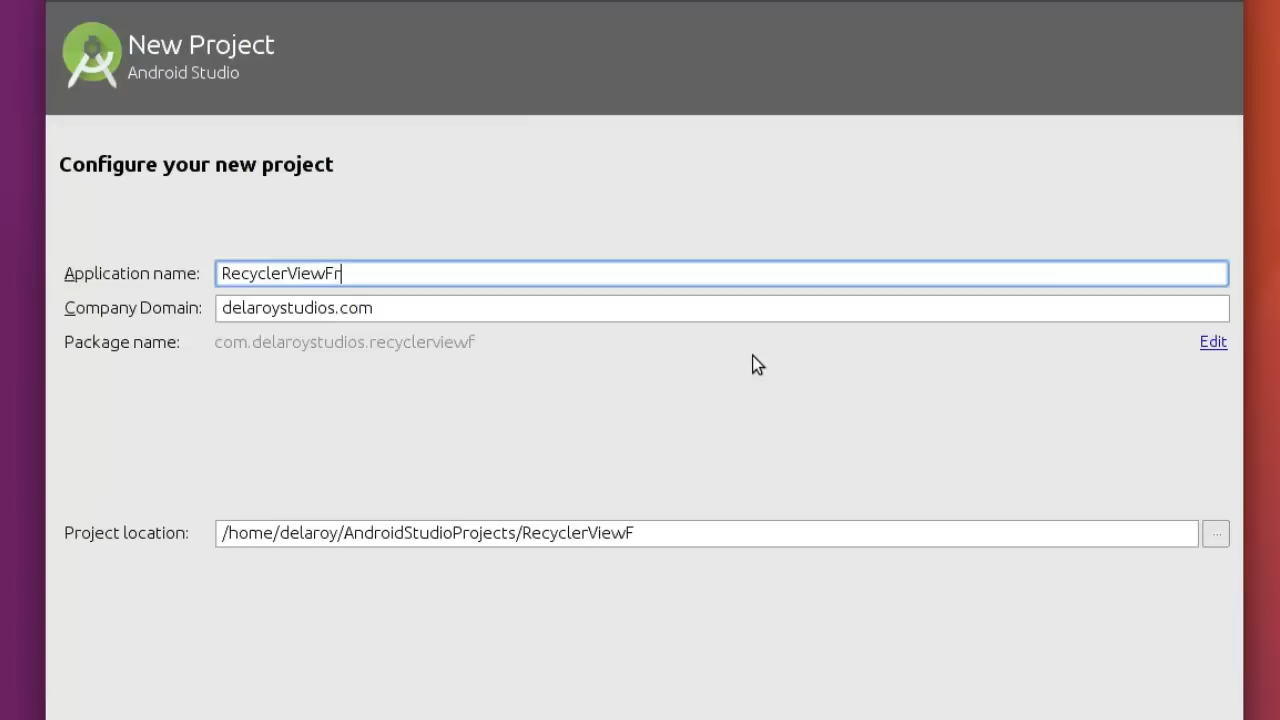 New Project
Android Studio
Configure your new project
Application name: RecyclerViewFr
Company Domain: delaroystudios.com
Package name: com.delaroystudios.recyclerviewf Edit
Project location: /home/delaroy/AndroidStudioProjects/RecyclerViewF ...